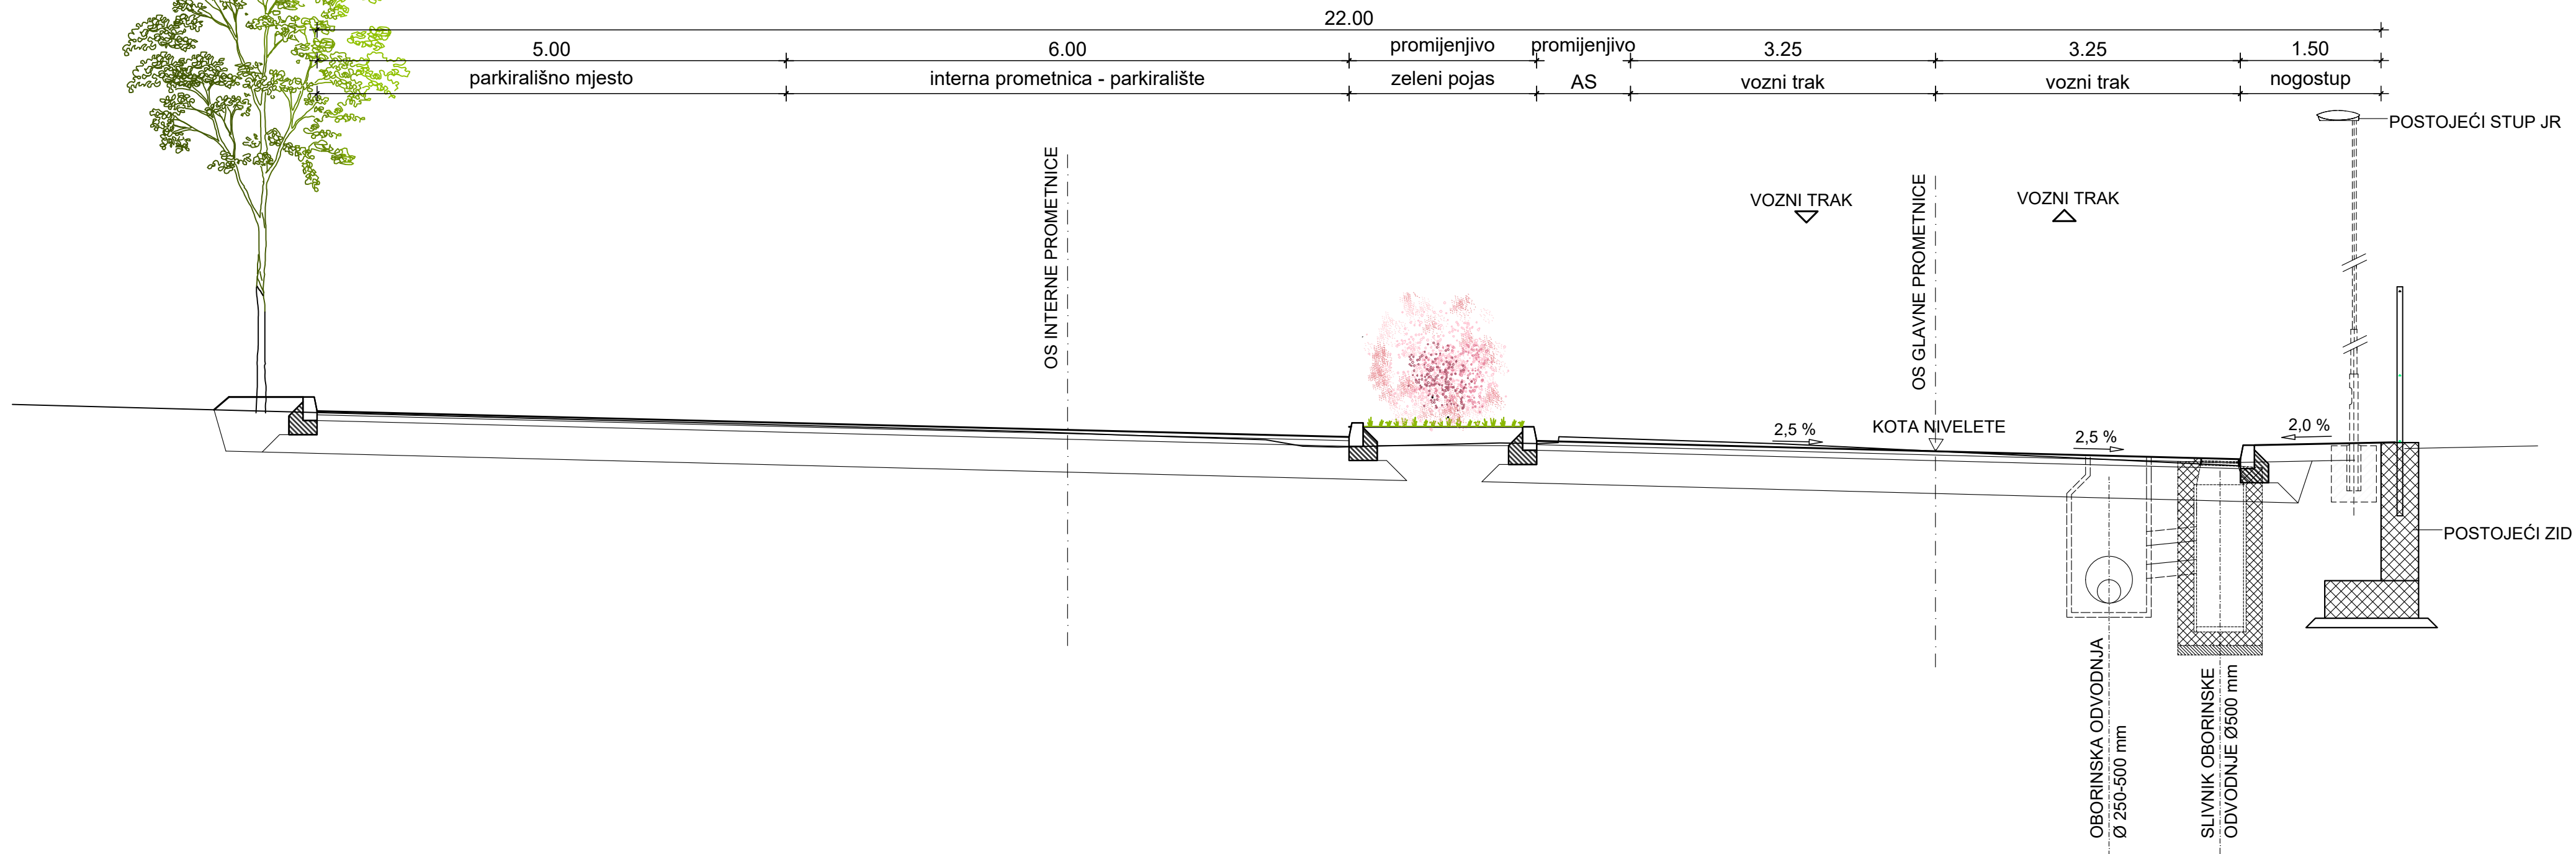 22.00
5.00
6.00
promijenjivo
promijenjivo
3.25
3.25
1.50
parkirališno mjesto
interna prometnica - parkiralište
zeleni pojas
AS
vozni trak
vozni trak
nogostup
POSTOJEĆI STUP JR
OS INTERNE PROMETNICE
OS GLAVNE PROMETNICE
VOZNI TRAK
VOZNI TRAK
2,5 %
KOTA NIVELETE
2,5 %
2,0 %
POSTOJEĆI ZID
OBORINSKA ODVODNJA
Ø 250-500 mm
SLIVNIK OBORINSKE
ODVODNJE Ø500 mm